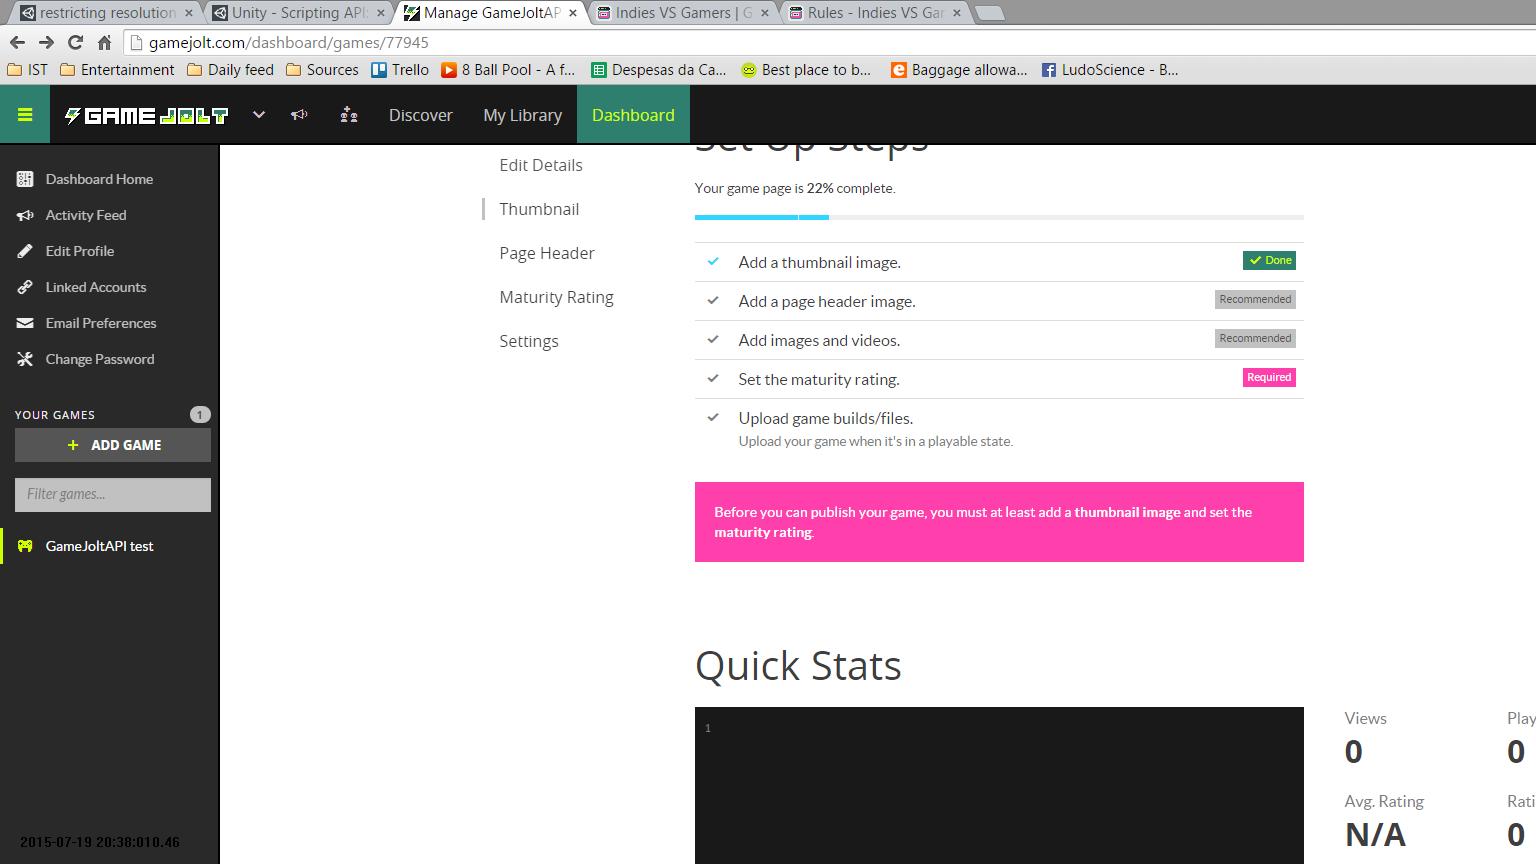 restricting resolution
Unity - Scripting API:
Manage GameJoltAP
Indies VS Gamers | G
Rules - Indies VS Gar
gamejolt.com/dashboard/games/77945
IST
Entertainment
Daily feed
Sources
Trello
8 Ball Pool - A f...
Despesas da Ca...
Best place to b...
Baggage allowa...
LudoScience - B...
GAME JOLT
Discover
My Library
Dashboard
Dashboard Home
Activity Feed
Edit Profile
Linked Accounts
Email Preferences
Change Password
YOUR GAMES 1
+ ADD GAME
Filter games...
GameJoltAPI test
2015-07-19 20:38:010.46
Edit Details
Thumbnail
Page Header
Maturity Rating
Settings
Set Up Steps
Your game page is 22% complete.
Add a thumbnail image. Done
Add a page header image. Recommended
Add images and videos. Recommended
Set the maturity rating. Required
Upload game builds/files.
Upload your game when it's in a playable state.
Before you can publish your game, you must at least add a thumbnail image and set the
maturity rating.
Quick Stats
1
Views
0
Play
0
Avg. Rating
N/A
Rati
0